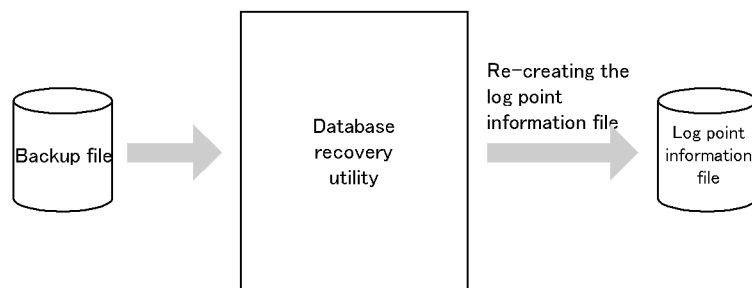 Backup file
Database
recovery
utility
Re-creating the
log point
information file
Log point
information
file